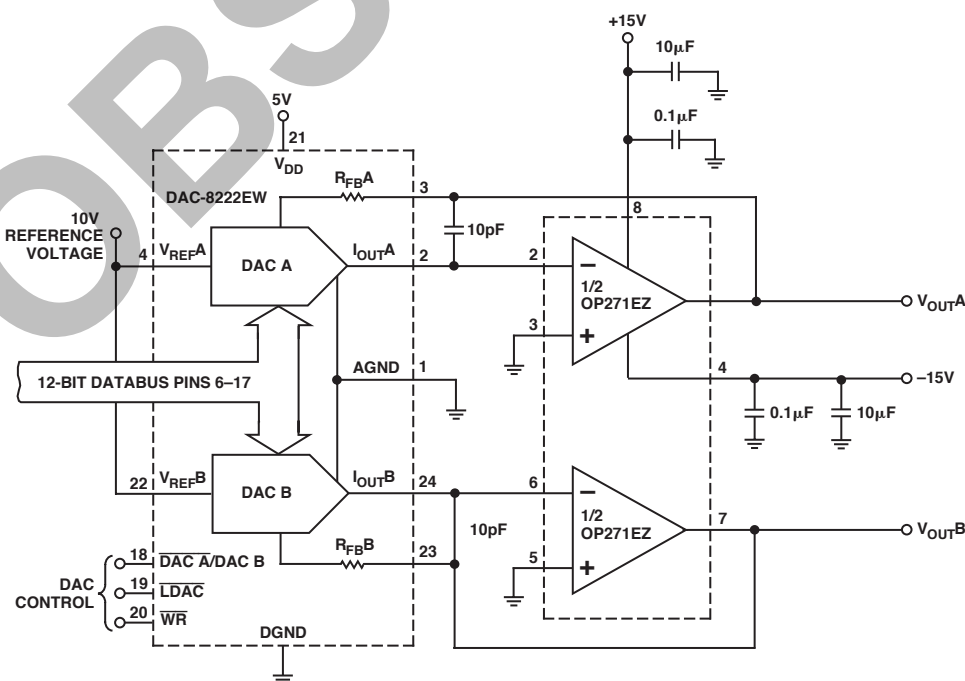 OBS
+15V
10µF
0.1µF
5V
21
VDD
DAC-8222EW
RFBA
3
10pF
8
10V
REFERENCE
VOLTAGE
4
VREFA
DAC A
IOUTA
2
2
1/2
OP271EZ
3
VOUTA
12-BIT DATABUS PINS 6–17
AGND
1
4
–15V
0.1µF
10µF
22
VREFB
DAC B
IOUTB
24
6
10pF
1/2
OP271EZ
7
VOUTB
RFBB
23
5
DAC
CONTROL
18
DAC A/DAC B
19
LDAC
20
WR
DGND